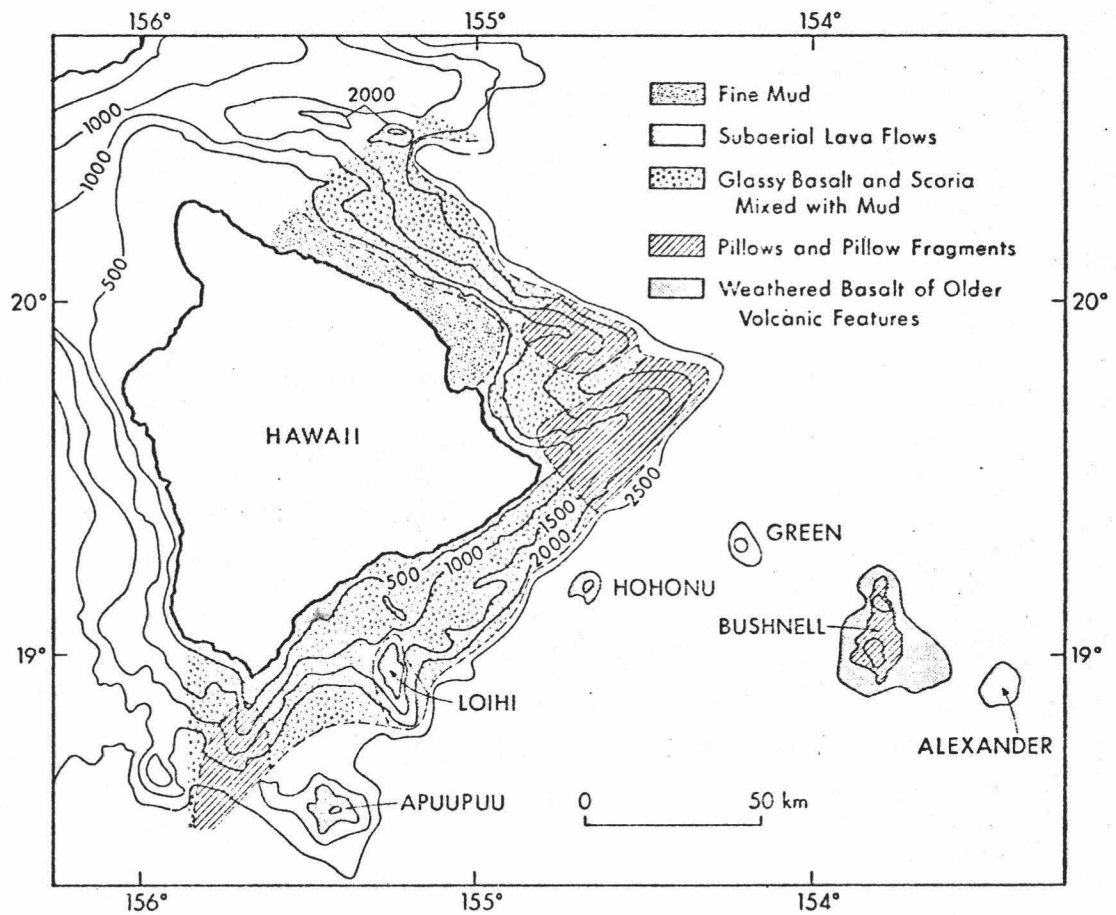 156°
155°
154°
2000
1000
1000
500
Fine Mud
Subaerial Lava Flows
Glassy Basalt and Scoria
Mixed with Mud
Pillows and Pillow Fragments
Weathered Basalt of Older
Volcanic Features
20°
20°
HAWAII
2500
1500
2000
1000
500
GREEN
HOHONU
BUSHNELL
19°
19°
LOIHI
ALEXANDER
APUUPUU
0
50 km
156°
155°
154°